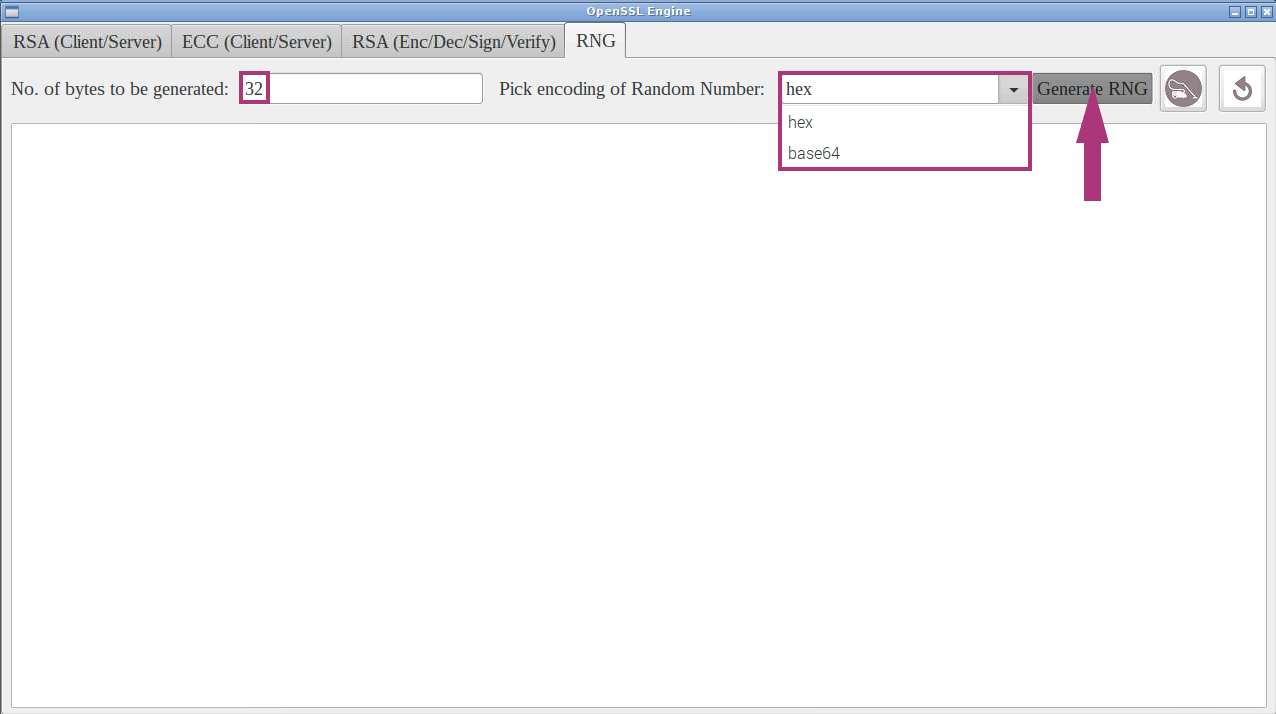 OpenSSL Engine
RSA (Client/Server) ECC (Client/Server) RSA (Enc/Dec/Sign/Verify) RNG
No. of bytes to be generated: 32 Pick encoding of Random Number: hex Generate RNG
hex
base64